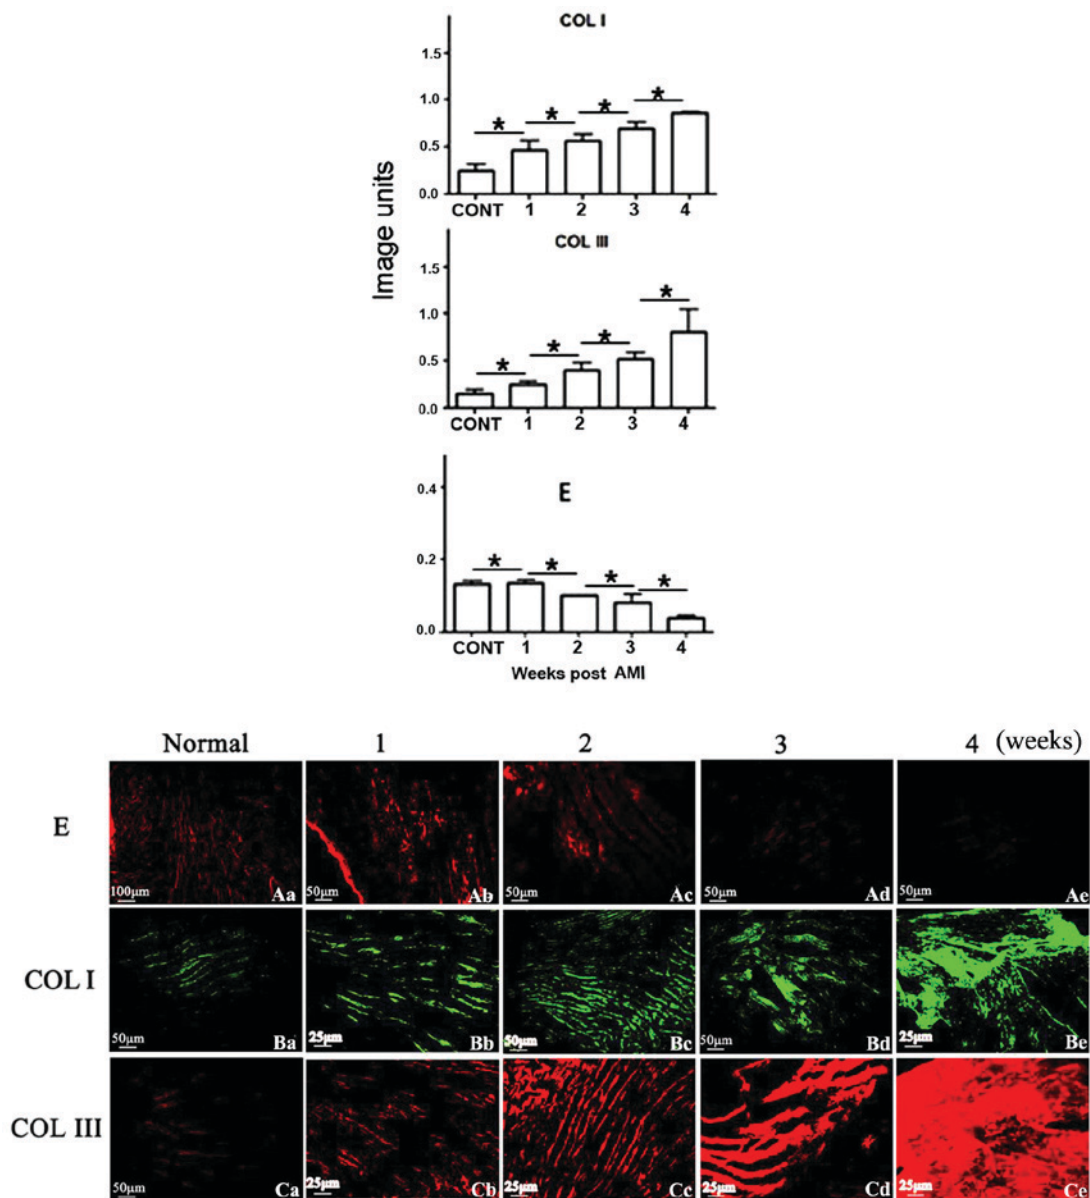 COL I
1.5
* * * *
1.0
0.5
0.0
CONT 1 2 3 4
Image units
COL III
1.5
* * * *
1.0
0.5
0.0
CONT 1 2 3 4
E
0.4
* * * *
0.2
0.0
CONT 1 2 3 4
Weeks post AMI
Normal 1 2 3 4 (weeks)
E
100µm Aa 50µm Ab 50µm Ac 50µm Ad 50µm Ae
COL I
50µm Ba 25µm Bb 50µm Bc 50µm Bd 25µm Be
COL III
50µm Ca 25µm Cb 25µm Cc 25µm Cd 25µm Ce